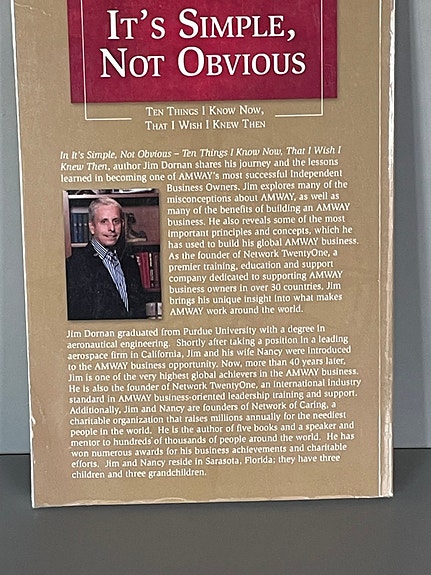 It's Simple,
Not Obvious
Ten Things I Know Now,
That I Wish I Knew Then
In It's Simple, Not Obvious – Ten Things I Know Now, That I Wish I
Knew Then, author Jim Dornan shares his journey and the lessons
learned in becoming one of AMWAY's most successful Independent
Business Owners. Jim explores many of the
misconceptions about AMWAY, as well as
many of the benefits of building an AMWAY
business. He also reveals some of the most
important principles and concepts, which he
has used to build his global AMWAY business.
As the founder of Network TwentyOne, a
premier training, education and support
company dedicated to supporting AMWAY
business owners in over 30 countries, Jim
brings his unique insight into what makes
AMWAY work around the world.
Jim Dornan graduated from Purdue University with a degree in
aeronautical engineering. Shortly after taking a position in a leading
aerospace firm in California, Jim and his wife Nancy were introduced
to the AMWAY business opportunity. Now, more than 40 years later,
Jim is one of the very highest global achievers in the AMWAY business.
He is also the founder of Network TwentyOne, an international Industry
standard in AMWAY business-oriented leadership training and support.
Additionally, Jim and Nancy are founders of Network of Caring, a
charitable organization that raises millions annually for the neediest
people in the world. He is the author of five books and a speaker and
mentor to hundreds of thousands of people around the world. He has
won numerous awards for his business achievements and charitable
efforts. Jim and Nancy reside in Sarasota, Florida; they have three
children and three grandchildren.